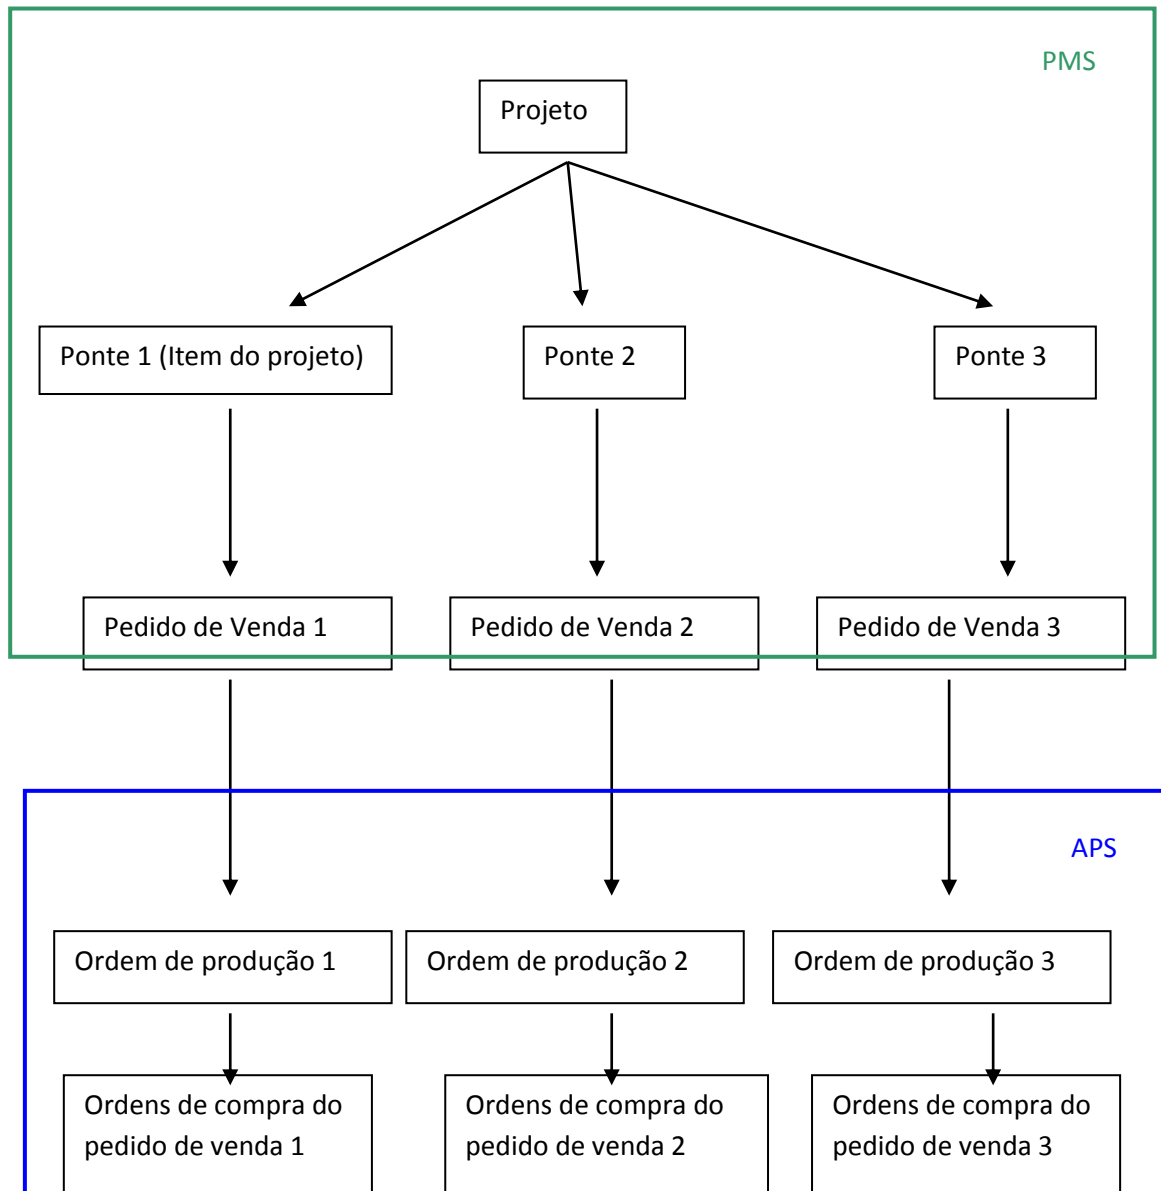 PMS
Projeto
Ponte 1 (Item do projeto)
Ponte 2
Ponte 3
Pedido de Venda 1
Pedido de Venda 2
Pedido de Venda 3
APS
Ordem de produção 1
Ordem de produção 2
Ordem de produção 3
Ordens de compra do
pedido de venda 1
Ordens de compra do
pedido de venda 2
Ordens de compra do
pedido de venda 3